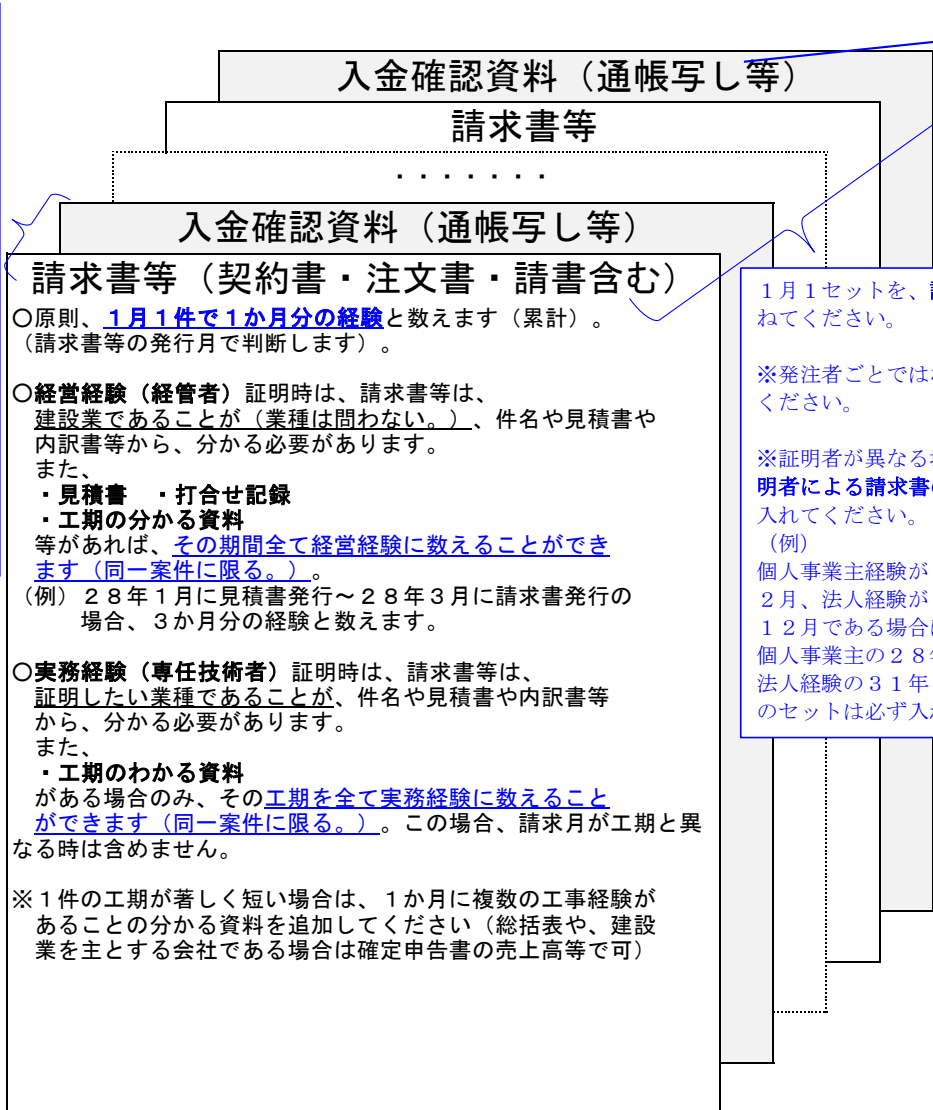 入金確認資料（通帳写し等）
請求書等
・・・・・・・
入金確認資料（通帳写し等）
請求書等（契約書・注文書・請書含む）
〇原則、１月１件で１か月分の経験と数えます（累計）。
（請求書等の発行月で判断します）。
〇経営経験（経管者）証明時は、請求書等は、
建設業であることが（業種は問わない。）、件名や見積書や
内訳書等から、分かる必要があります。
また、
・見積書　・打合せ記録
・工期の分かる資料
等があれば、その期間全て経営経験に数えることができ
ます（同一案件に限る。）。
（例）２８年１月に見積書発行～２８年３月に請求書発行の
場合、３か月分の経験と数えます。
〇実務経験（専任技術者）証明時は、請求書等は、
証明したい業種であることが、件名や見積書や内訳書等
から、分かる必要があります。
また、
・工期のわかる資料
がある場合のみ、その工期を全て実務経験に数えること
ができます（同一案件に限る。）。この場合、請求月が工期と異
なる時は含めません。
※１件の工期が著しく短い場合は、１か月に複数の工事経験が
あることの分かる資料を追加してください（総括表や、建設
業を主とする会社である場合は確定申告書の売上高等で可）
１月１セットを、
ねてください。
※発注者ごとでは
ください。
※証明者が異なる
明者による請求書
入れてください。
（例）
個人事業主経験が
２月、法人経験が
１２月である場合
個人事業主の２８
法人経験の３１年
のセットは必ず入